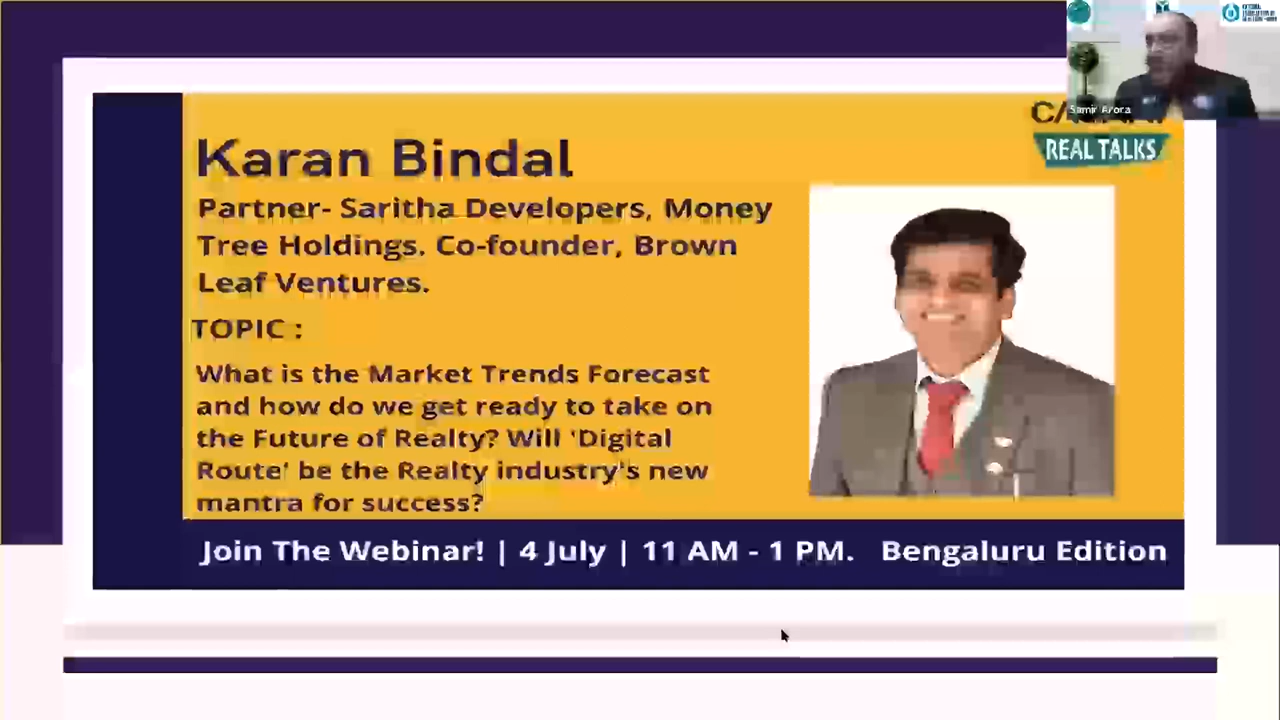 Karan Bindal
Partner- Saritha Developers, Money
Tree Holdings. Co-founder, Brown
Leaf Ventures.
TOPIC :
What is the Market Trends Forecast
and how do we get ready to take on
the Future of Realty? Will 'Digital
Route' be the Realty industry's new
mantra for success?
Join The Webinar! | 4 July | 11 AM - 1 PM. Bengaluru Edition
REAL TALKS
Samir Arora